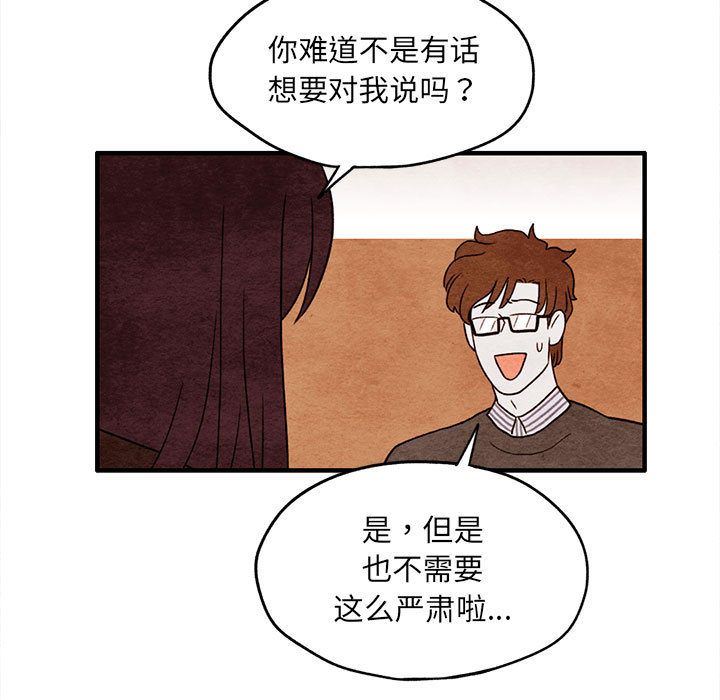 你难道不是有话
想要对我说吗？
是，但是
也不需要
这么严肃啦...